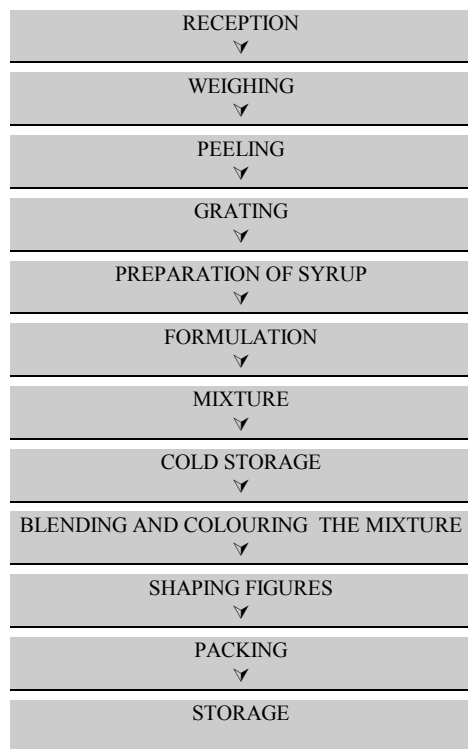 RECEPTION
WEIGHING
PEELING
GRATING
PREPARATION OF SYRUP
FORMULATION
MIXTURE
COLD STORAGE
BLENDING AND COLOURING THE MIXTURE
SHAPING FIGURES
PACKING
STORAGE